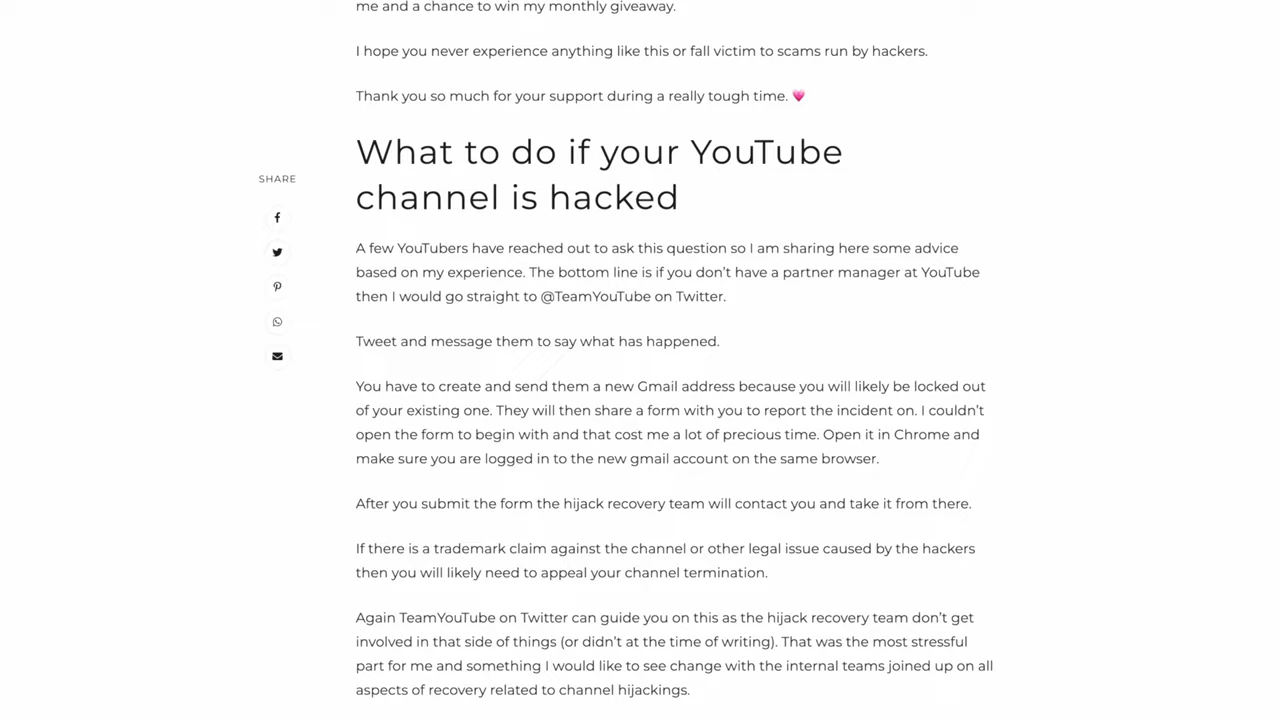 me and a chance to win my monthly giveaway.
I hope you never experience anything like this or fall victim to scams run by hackers.
Thank you so much for your support during a really tough time. 💗
What to do if your YouTube
channel is hacked
SHARE
A few YouTubers have reached out to ask this question so I am sharing here some advice
based on my experience. The bottom line is if you don’t have a partner manager at YouTube
then I would go straight to @TeamYouTube on Twitter.
Tweet and message them to say what has happened.
You have to create and send them a new Gmail address because you will likely be locked out
of your existing one. They will then share a form with you to report the incident on. I couldn’t
open the form to begin with and that cost me a lot of precious time. Open it in Chrome and
make sure you are logged in to the new gmail account on the same browser.
After you submit the form the hijack recovery team will contact you and take it from there.
If there is a trademark claim against the channel or other legal issue caused by the hackers
then you will likely need to appeal your channel termination.
Again TeamYouTube on Twitter can guide you on this as the hijack recovery team don’t get
involved in that side of things (or didn’t at the time of writing). That was the most stressful
part for me and something I would like to see change with the internal teams joined up on all
aspects of recovery related to channel hijackings.